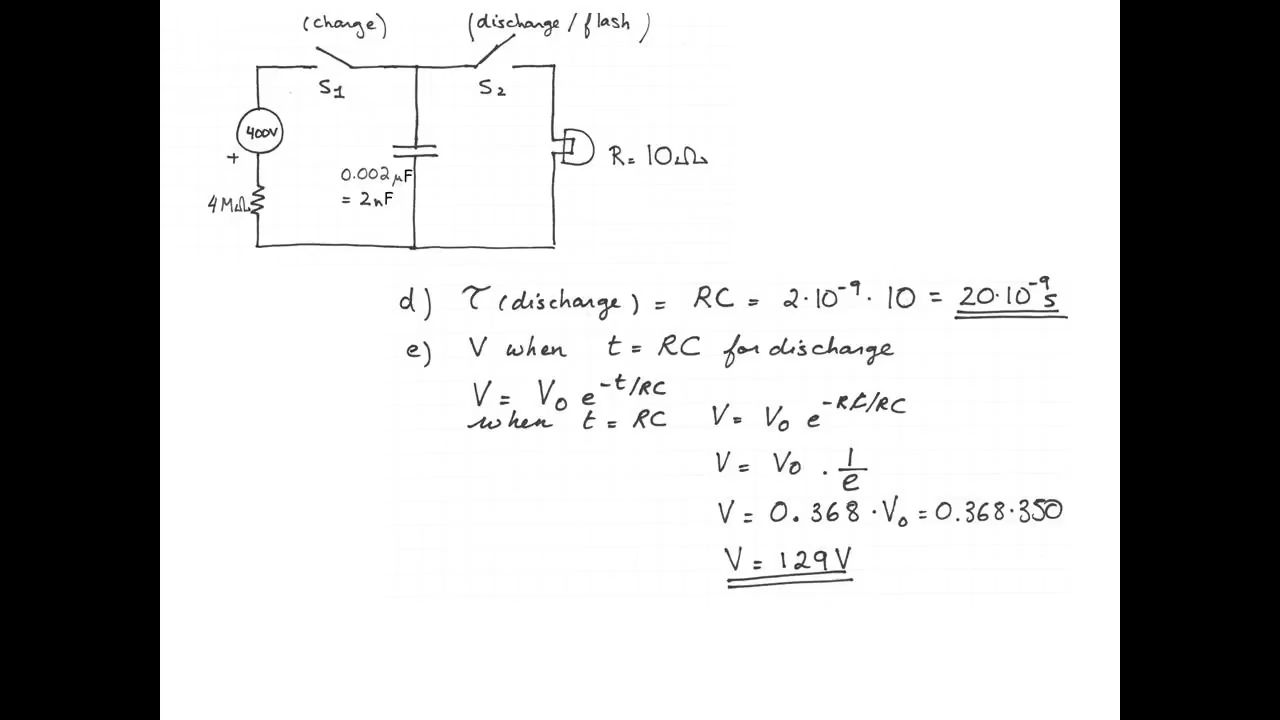 (charge) (discharge / flash)
S1 S2
400V
+
R = 10Ω
0.002 µF
= 2nF
4MΩ
d) τ (discharge) = RC = 2·10⁻⁹ · 10 = 20·10⁻⁹ s
e) V when t = RC for discharge
V = V₀ e^(-t/RC)
when t = RC V = V₀ e^(-RC/RC)
V = V₀ · 1/e
V = 0.368 · V₀ = 0.368 · 350
V = 129V